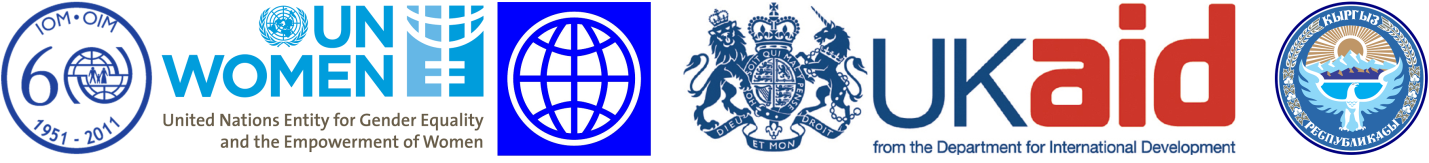 IOM • OIM
60
1951 - 2011
UN
WOMEN
United Nations Entity for Gender Equality
and the Empowerment of Women
HONI SOIT QUI MAL Y PENSE
DIEU ET MON DROIT
UKaid
from the Department for International Development
КЫРГЫЗ
РЕСПУБЛИКАСЫ